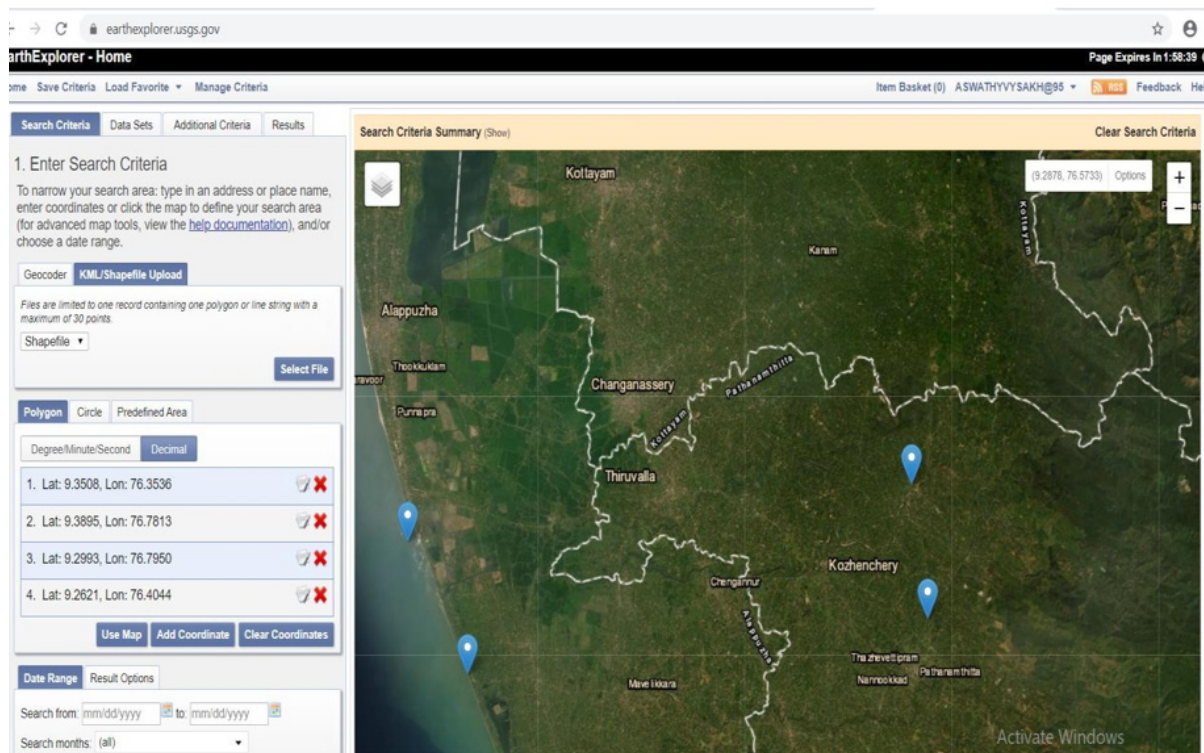 earthexplorer.usgs.gov
arthExplorer - Home
Page Expires In 1:58:39
ome Save Criteria Load Favorite Manage Criteria
Item Basket (0) ASWATHYVYSAKH@95 RSS Feedback Hel
Search Criteria Data Sets Additional Criteria Results
Search Criteria Summary (Show)
Clear Search Criteria
1. Enter Search Criteria
To narrow your search area: type in an address or place name,
enter coordinates or click the map to define your search area
(for advanced map tools, view the help documentation), and/or
choose a date range.
Geocoder KML/Shapefile Upload
Files are limited to one record containing one polygon or line string with a
maximum of 30 points.
Shapefile
Select File
Polygon Circle Predefined Area
Degree/Minute/Second Decimal
1. Lat: 9.3508, Lon: 76.3536
2. Lat: 9.3895, Lon: 76.7813
3. Lat: 9.2993, Lon: 76.7950
4. Lat: 9.2621, Lon: 76.4044
Use Map Add Coordinate Clear Coordinates
Date Range Result Options
Search from: mm/dd/yyyy to: mm/dd/yyyy
Search months: (all)
(9.2878, 76.5733) Options
+
−
Kottayam
Kottayam
Kanam
Alappuzha
Thookkulam
aravoor
Punnapra
Changanassery
Pathanamthitta
Kottayam
Thiruvalla
Kozhenchery
Chengannur
Alappuzha
Thazhevettipram
Nannookkad
Pathanamthitta
Mavelikkara
Activate Windows